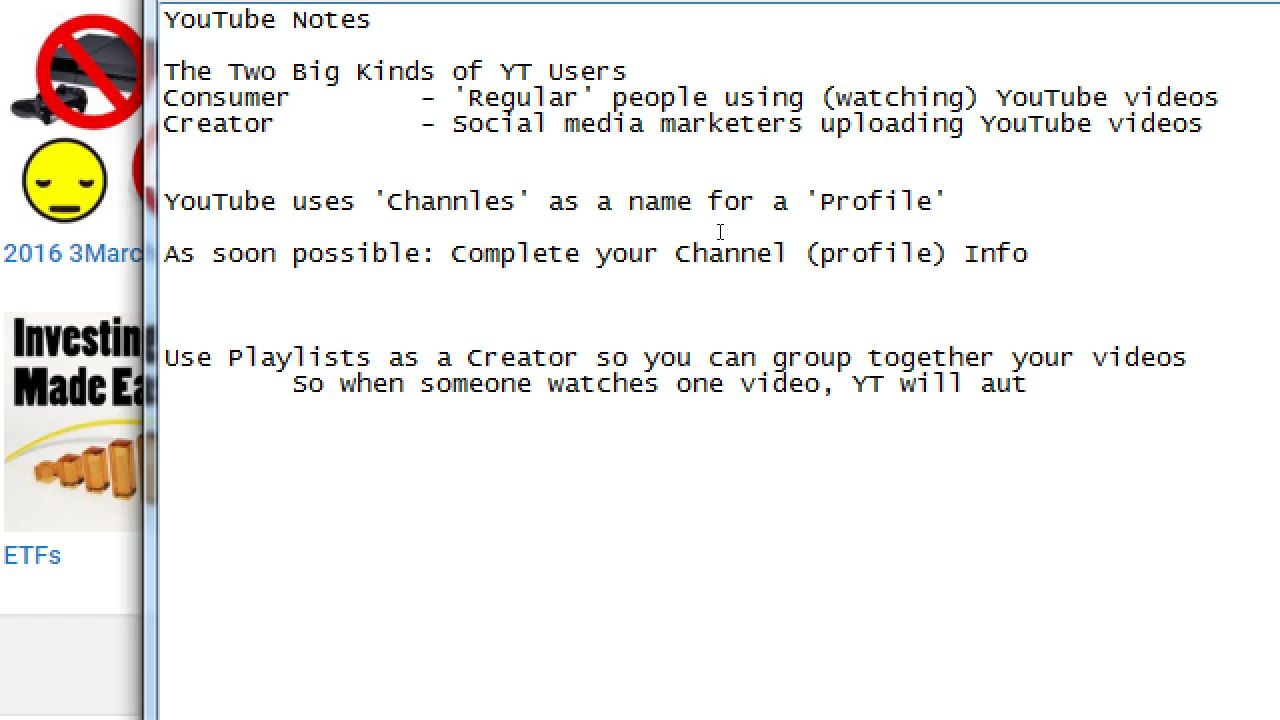 YouTube Notes
The Two Big Kinds of YT Users
Consumer - 'Regular' people using (watching) YouTube videos
Creator - Social media marketers uploading YouTube videos
YouTube uses 'Channles' as a name for a 'Profile'
2016 3Marc
As soon possible: Complete your Channel (profile) Info
Investin
Made Ea
Use Playlists as a Creator so you can group together your videos
So when someone watches one video, YT will aut
ETFs